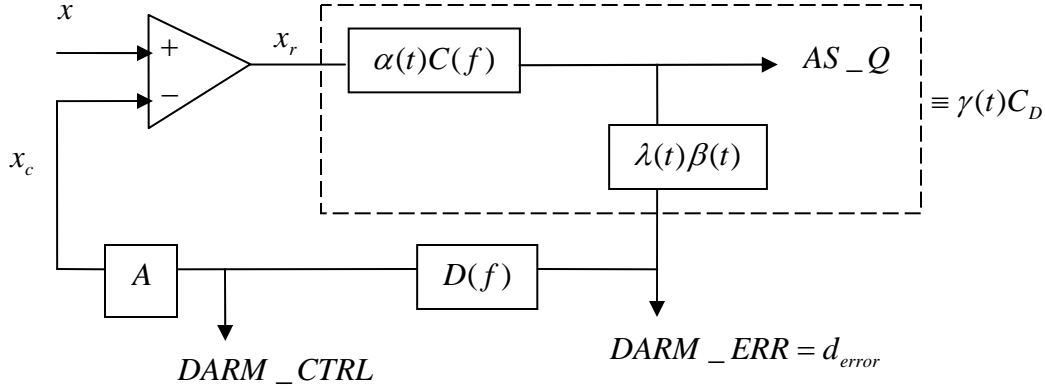 x
+
−
x_r
α(t)C(f)
AS_Q
≡ γ(t)C_D
λ(t)β(t)
x_c
A
D(f)
DARM_CTRL
DARM_ERR = d_error